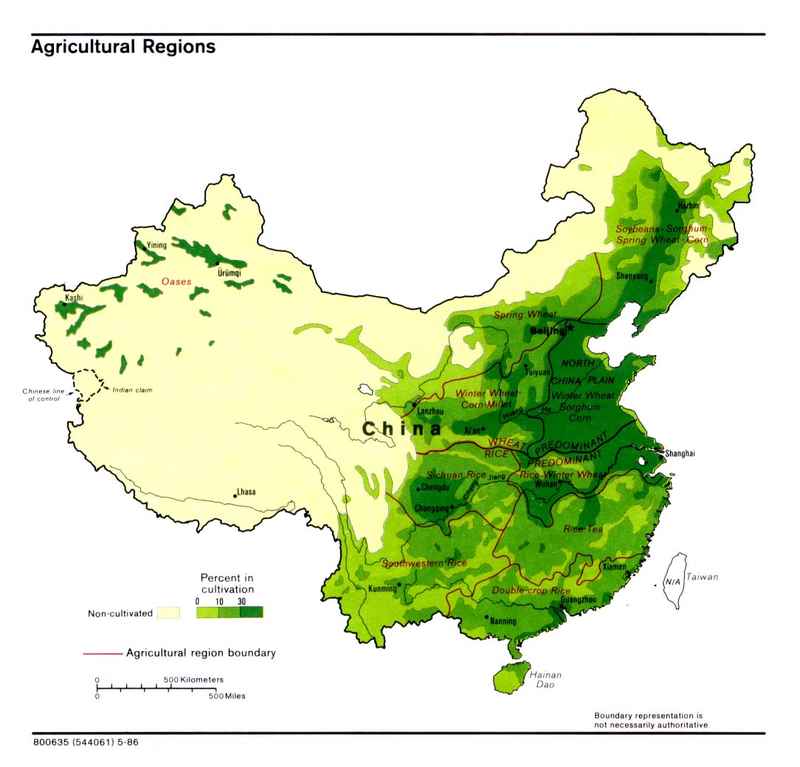 Agricultural Regions
Harbin
Soybeans-Sorghum-
Spring Wheat-Corn
Yining
Ürümqi
Oases
Shenyang
Kashi
Spring Wheat
Beijing
NORTH
CHINA PLAIN
Taiyuan
Chinese line
of control
Indian claim
Winter Wheat-
Corn-Millet
Winter Wheat
Sorghum
Corn
Lanzhou
Huang
He
China
Xi'an
WHEAT PREDOMINANT
RICE PREDOMINANT
Shanghai
Sichuan Rice
Rice-Winter Wheat
Chengdu
Jiang
Wuhan
Lhasa
Chongqing
Rice-Tea
Southwestern Rice
Xiamen
N/A
Taiwan
Kunming
Double-crop Rice
Guangzhou
Nanning
Hainan
Dao
Percent in
cultivation
0 10 30
Non-cultivated
Agricultural region boundary
0 500 Kilometers
0 500 Miles
Boundary representation is
not necessarily authoritative
800635 (544061) 5-86